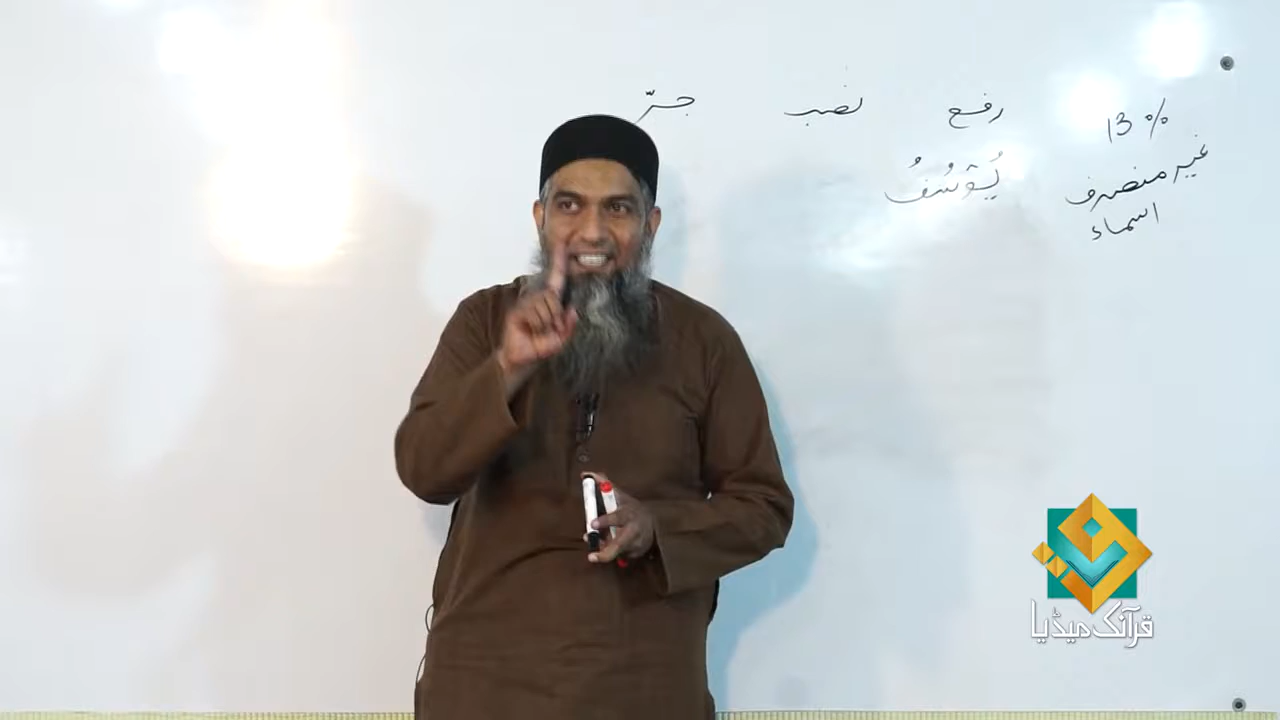 13% رفع نصب جرّ
غیر منصرف یُوْسُفُ
اسماء
قرآنک میڈیا